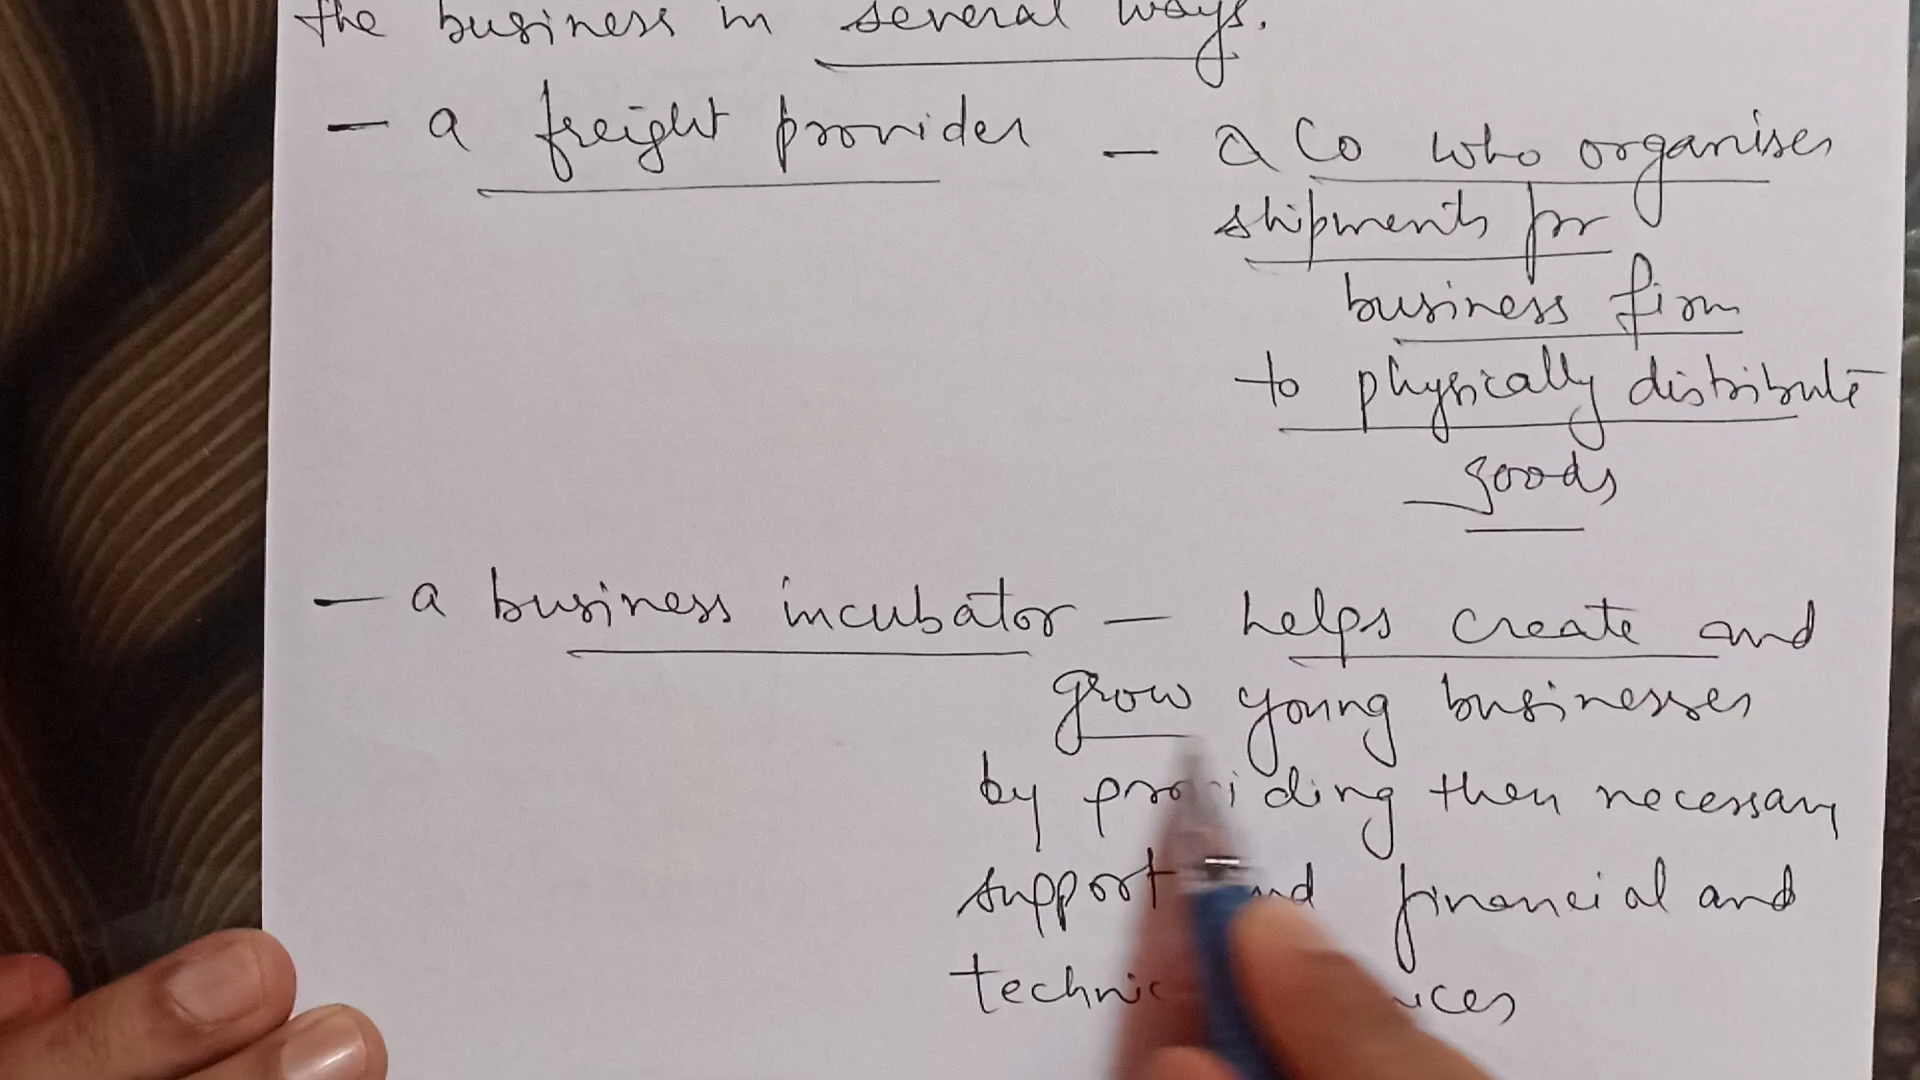 the business in several ways.
- a freight provider - a Co who organises
shipments for
business firm
to physically distribute
goods
- a business incubator - helps create and
grow young businesses
by providing them necessary
support and financial and